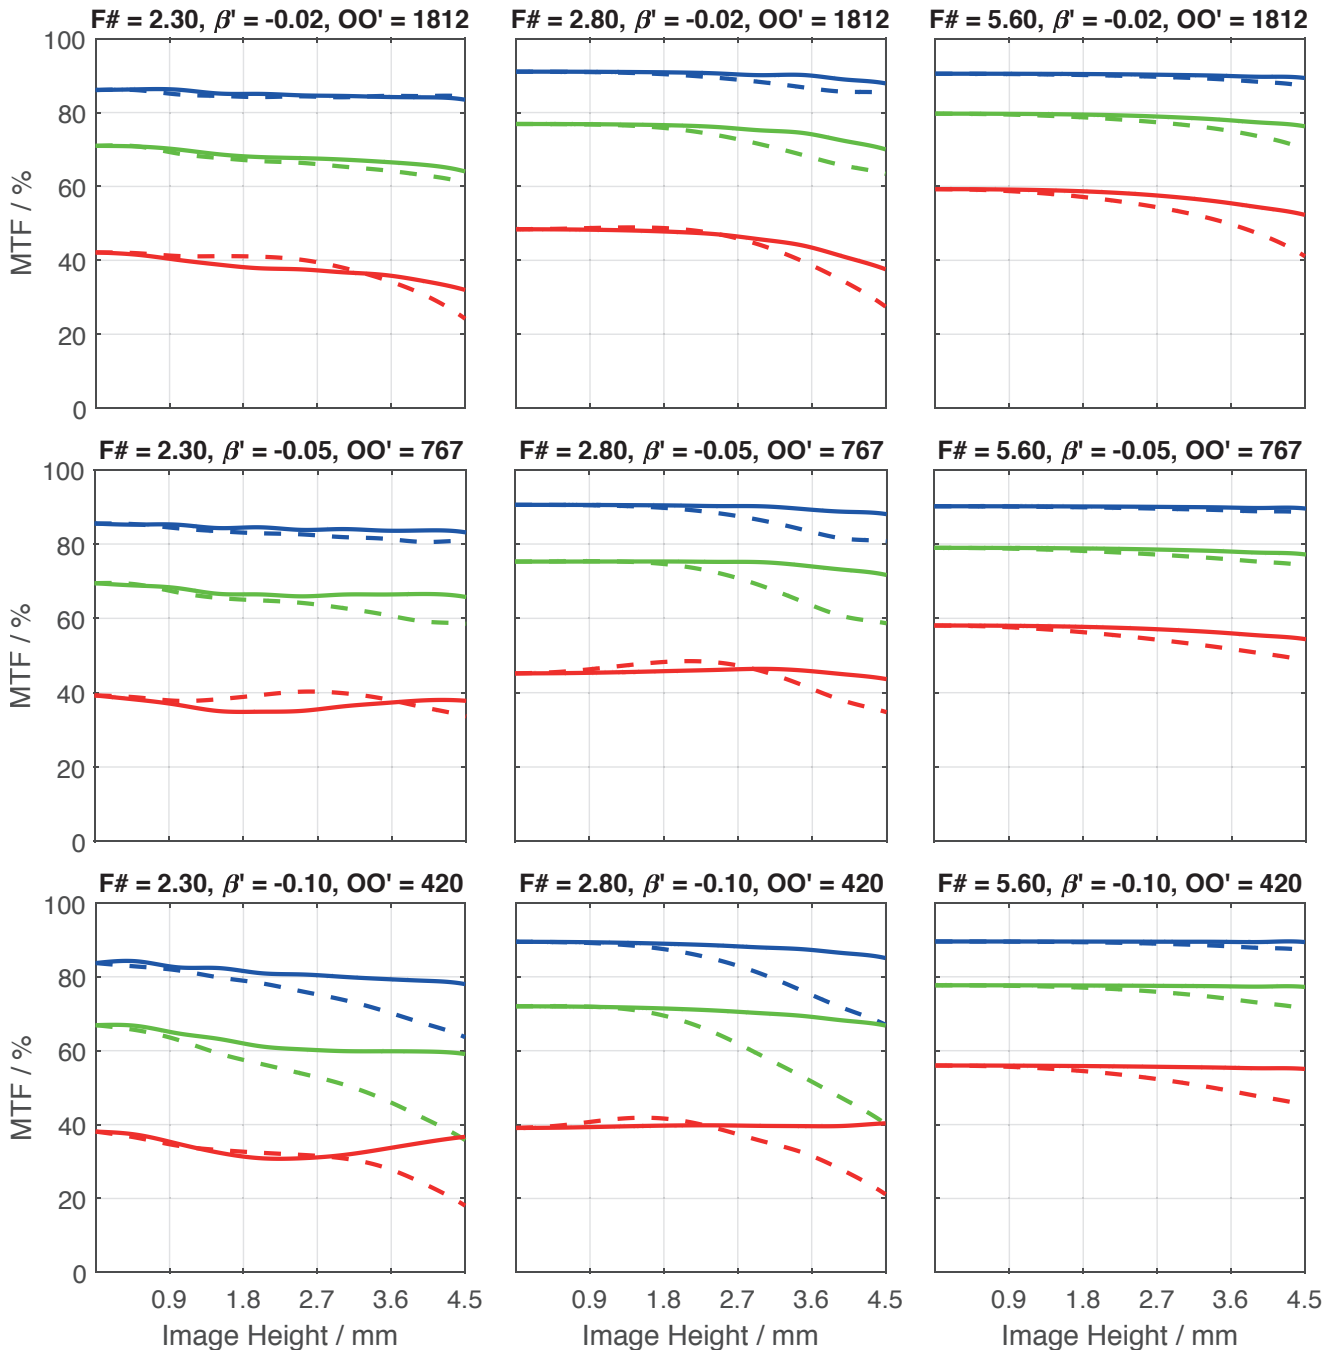 F# = 2.30, β' = -0.02, OO' = 1812
F# = 2.80, β' = -0.02, OO' = 1812
F# = 5.60, β' = -0.02, OO' = 1812
100
80
60
40
20
0
MTF / %
F# = 2.30, β' = -0.05, OO' = 767
F# = 2.80, β' = -0.05, OO' = 767
F# = 5.60, β' = -0.05, OO' = 767
100
80
60
40
20
0
MTF / %
F# = 2.30, β' = -0.10, OO' = 420
F# = 2.80, β' = -0.10, OO' = 420
F# = 5.60, β' = -0.10, OO' = 420
100
80
60
40
20
0
MTF / %
0.9 1.8 2.7 3.6 4.5
0.9 1.8 2.7 3.6 4.5
0.9 1.8 2.7 3.6 4.5
Image Height / mm
Image Height / mm
Image Height / mm